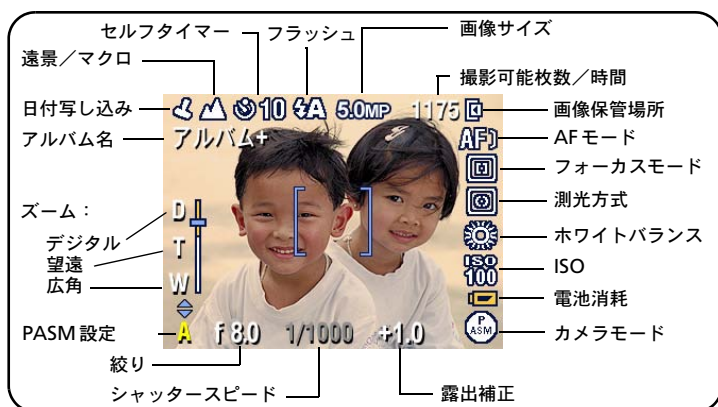 セルフタイマー
フラッシュ
画像サイズ
遠景／マクロ
撮影可能枚数／時間
日付写し込み
10
A
5.0MP
1175
画像保管場所
アルバム名
アルバム+
AF
AFモード
フォーカスモード
測光方式
ズーム：
D
デジタル
ホワイトバランス
T
望遠
ISO
100
ISO
W
広角
電池消耗
PASM設定
A
f 8.0
1/1000
+1.0
P
ASM
カメラモード
絞り
シャッタースピード
露出補正